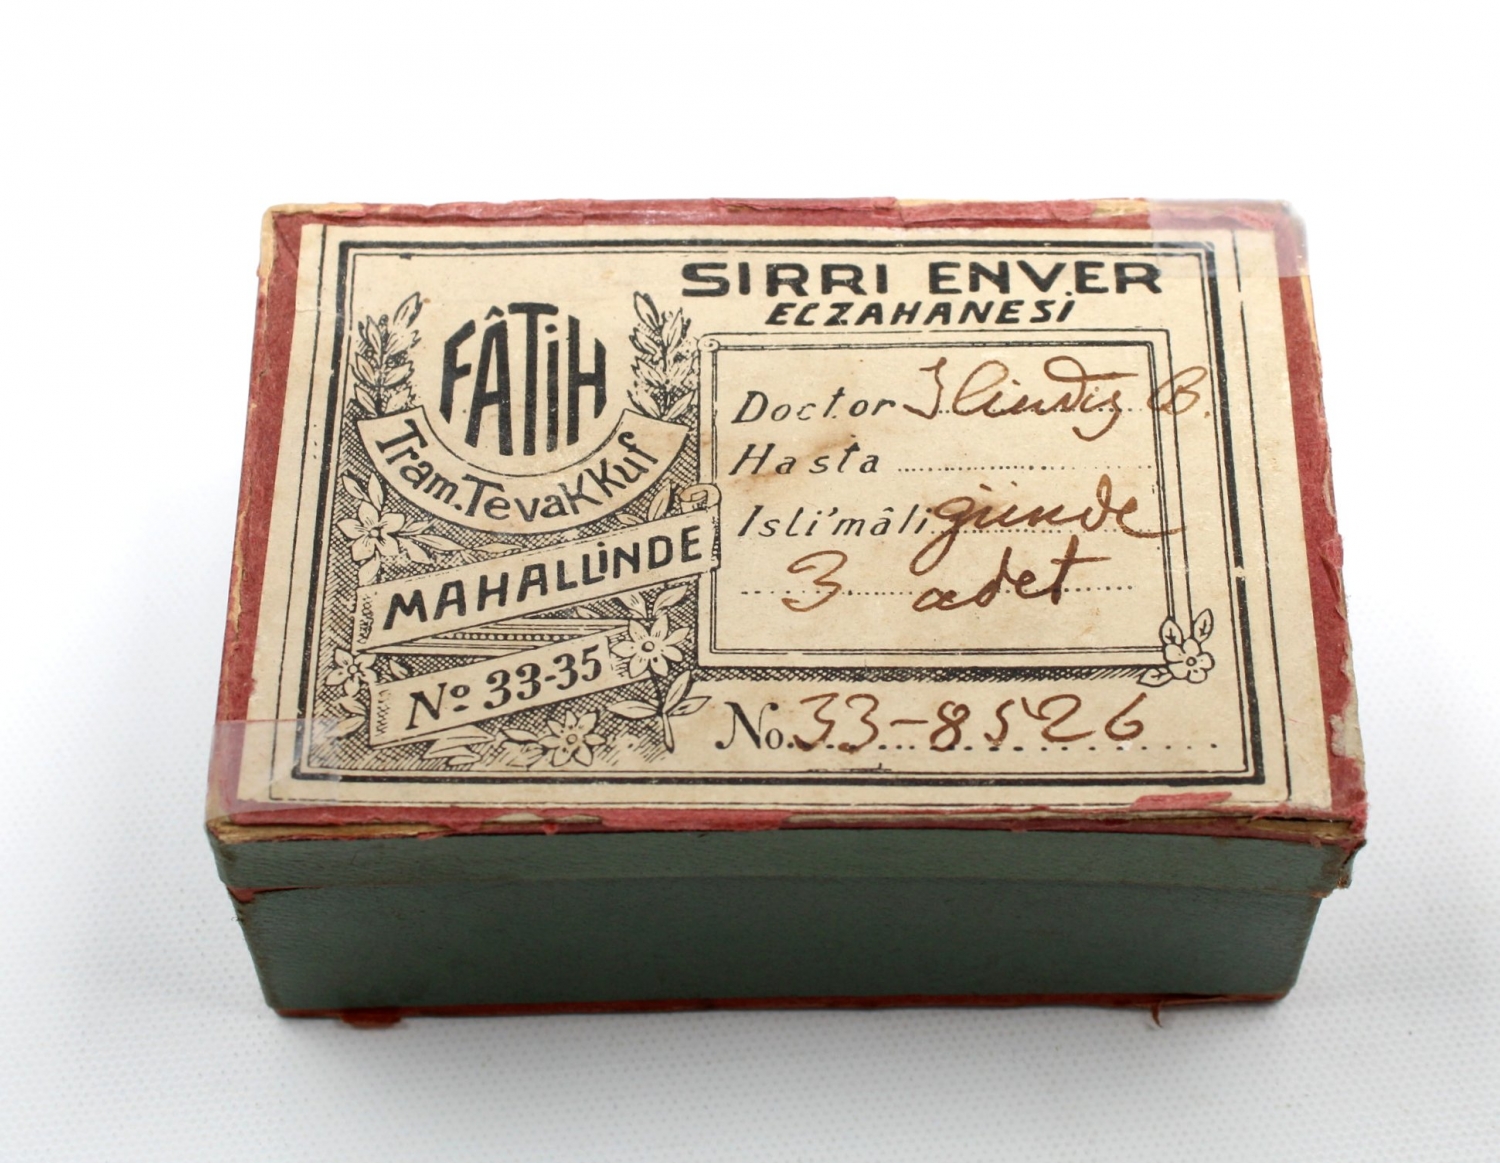 SIRRI ENVER
ECZAHANESİ
FÂTİH
Tram. Tevakkuf
MAHALLİNDE
No 33-35
Doctor B.
Hasta
Isti'mâli günde
3 adet
No. 33-8526